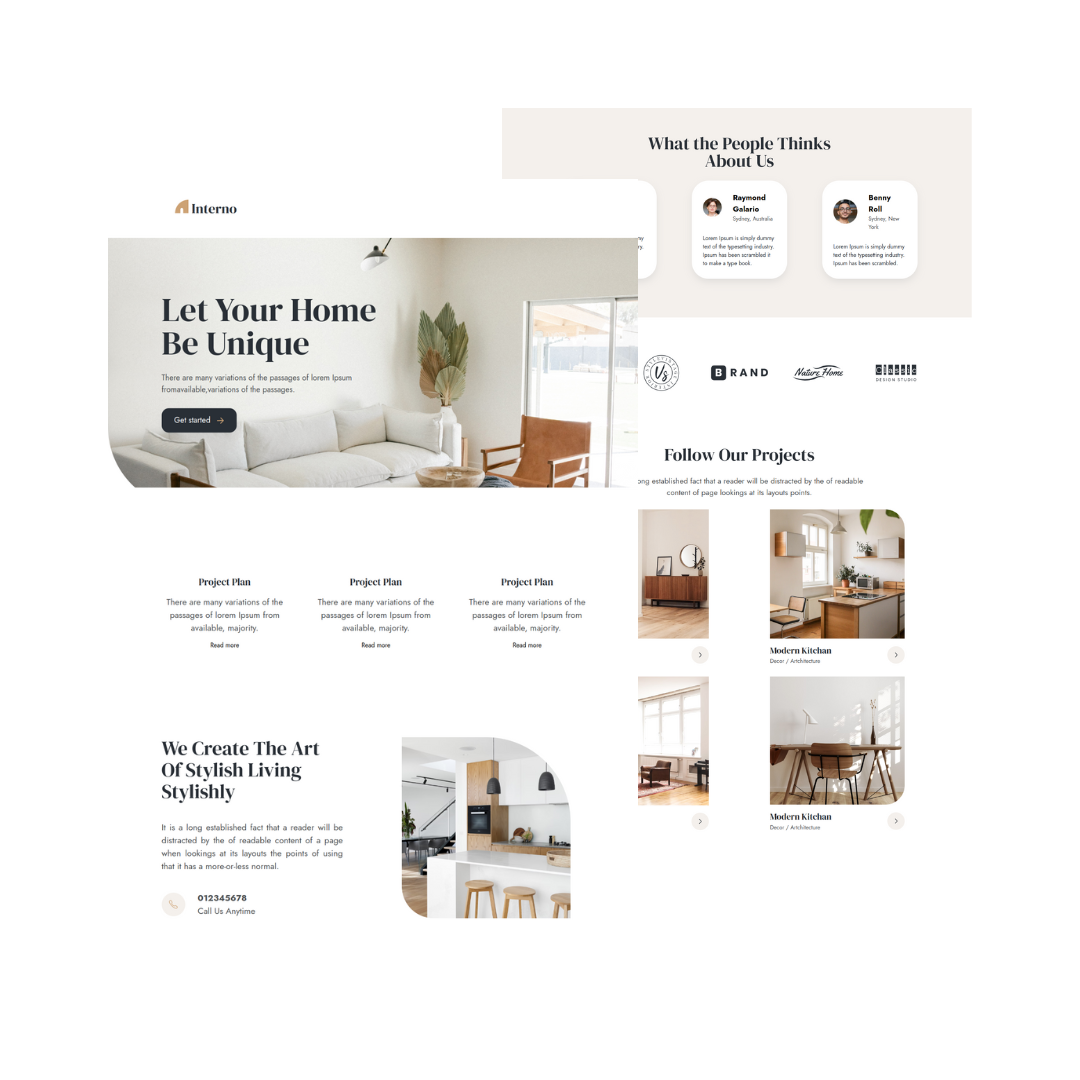 What the People Thinks
About Us
Interno
Raymond
Galario
Sydney, Australia
Lorem Ipsum is simply dummy
text of the typesetting industry.
Ipsum has been scrambled it
to make a type book.
Benny
Roll
Sydney, New
York
Lorem Ipsum is simply dummy
text of the typesetting industry.
Ipsum has been scrambled.
Let Your Home
Be Unique
There are many variations of the passages of lorem Ipsum
fromavailable,variations of the passages.
Get started
Vs
B RAND
Nature Home
Classic
DESIGN STUDIO
Follow Our Projects
ong established fact that a reader will be distracted by the of readable
content of page lookings at its layouts points.
Project Plan
There are many variations of the
passages of lorem Ipsum from
available, majority.
Read more
Project Plan
There are many variations of the
passages of lorem Ipsum from
available, majority.
Read more
Project Plan
There are many variations of the
passages of lorem Ipsum from
available, majority.
Read more
Modern Kitchan
Decor / Artchitecture
We Create The Art
Of Stylish Living
Stylishly
It is a long established fact that a reader will be
distracted by the of readable content of a page
when lookings at its layouts the points of using
that it has a more-or-less normal.
012345678
Call Us Anytime
Modern Kitchan
Decor / Artchitecture